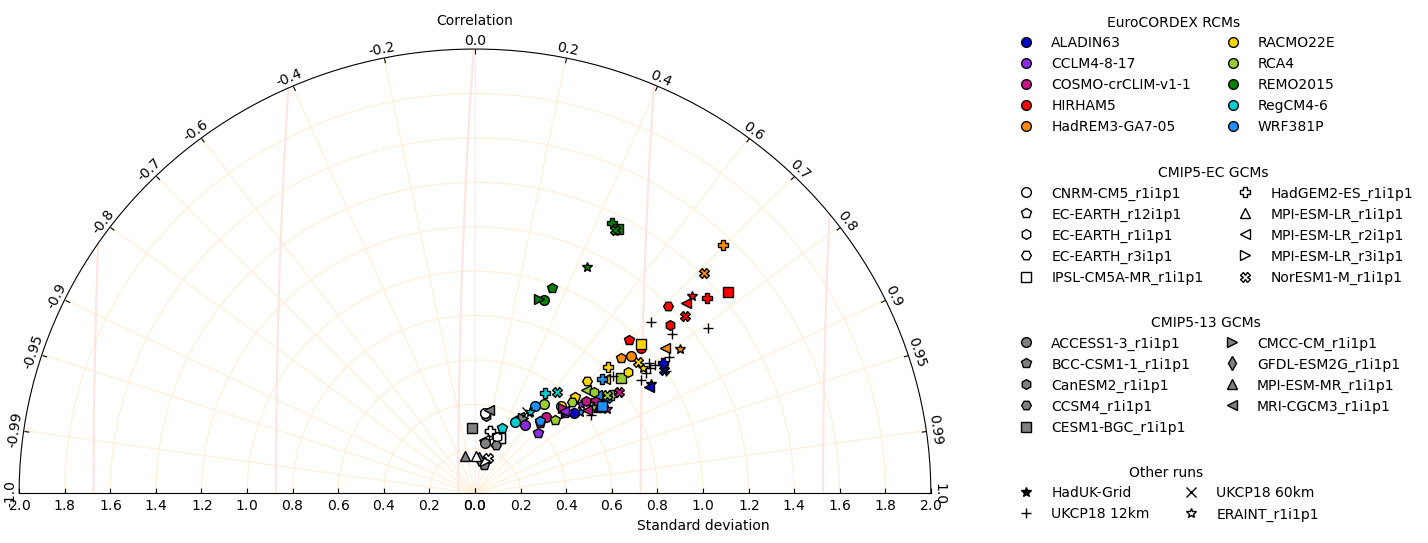 Correlation
0.0
-0.2
0.2
-0.4
0.4
-0.6
0.6
-0.7
0.7
-0.8
0.8
-0.9
0.9
-0.95
0.95
-0.99
0.99
-1.0
1.0
2.0 1.8 1.6 1.4 1.2 1.0 0.8 0.6 0.4 0.2 0.0 0.2 0.4 0.6 0.8 1.0 1.2 1.4 1.6 1.8 2.0
Standard deviation
EuroCORDEX RCMs
ALADIN63 RACMO22E
CCLM4-8-17 RCA4
COSMO-crCLIM-v1-1 REMO2015
HIRHAM5 RegCM4-6
HadREM3-GA7-05 WRF381P
CMIP5-EC GCMs
CNRM-CM5_r1i1p1 HadGEM2-ES_r1i1p1
EC-EARTH_r12i1p1 MPI-ESM-LR_r1i1p1
EC-EARTH_r1i1p1 MPI-ESM-LR_r2i1p1
EC-EARTH_r3i1p1 MPI-ESM-LR_r3i1p1
IPSL-CM5A-MR_r1i1p1 NorESM1-M_r1i1p1
CMIP5-13 GCMs
ACCESS1-3_r1i1p1 CMCC-CM_r1i1p1
BCC-CSM1-1_r1i1p1 GFDL-ESM2G_r1i1p1
CanESM2_r1i1p1 MPI-ESM-MR_r1i1p1
CCSM4_r1i1p1 MRI-CGCM3_r1i1p1
CESM1-BGC_r1i1p1
Other runs
HadUK-Grid UKCP18 60km
UKCP18 12km ERAINT_r1i1p1